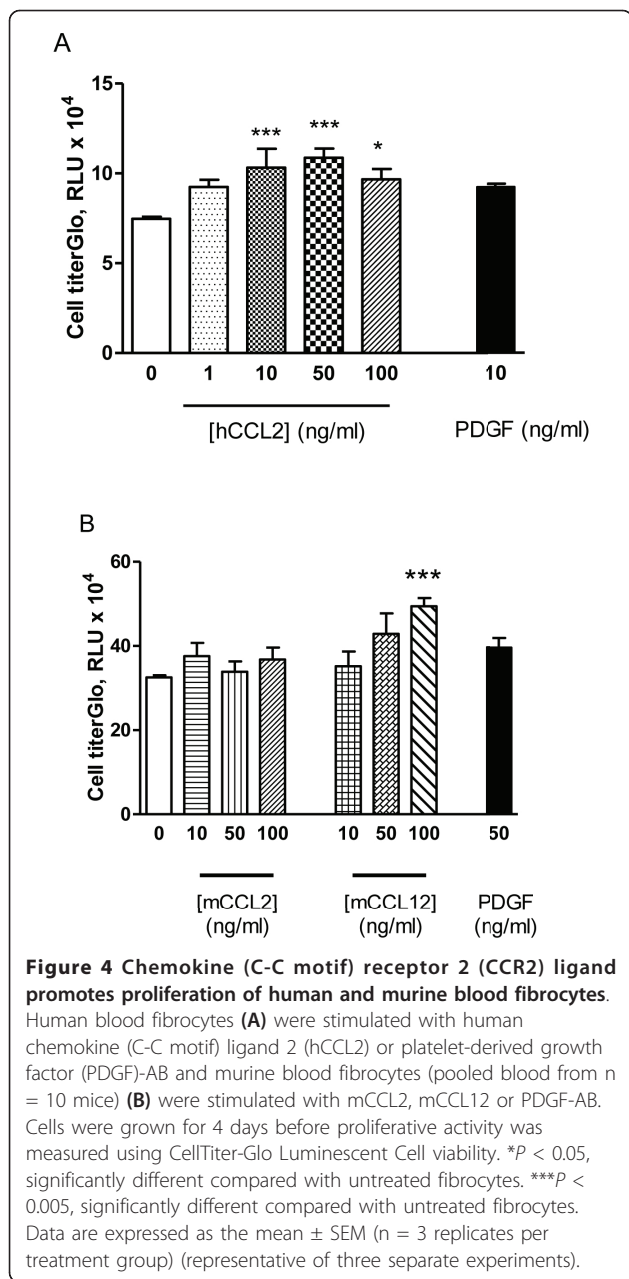 A
15
10
5
0
Cell titerGlo, RLU x 10⁴
***
***
*
0 1 10 50 100 10
[hCCL2] (ng/ml) PDGF (ng/ml)
B
60
40
20
0
Cell titerGlo, RLU x 10⁴
***
0 10 50 100 10 50 100 50
[mCCL2] [mCCL12] PDGF
(ng/ml) (ng/ml) (ng/ml)
Figure 4 Chemokine (C-C motif) receptor 2 (CCR2) ligand
promotes proliferation of human and murine blood fibrocytes.
Human blood fibrocytes (A) were stimulated with human
chemokine (C-C motif) ligand 2 (hCCL2) or platelet-derived growth
factor (PDGF)-AB and murine blood fibrocytes (pooled blood from n
= 10 mice) (B) were stimulated with mCCL2, mCCL12 or PDGF-AB.
Cells were grown for 4 days before proliferative activity was
measured using CellTiter-Glo Luminescent Cell viability. *P < 0.05,
significantly different compared with untreated fibrocytes. ***P <
0.005, significantly different compared with untreated fibrocytes.
Data are expressed as the mean ± SEM (n = 3 replicates per
treatment group) (representative of three separate experiments).